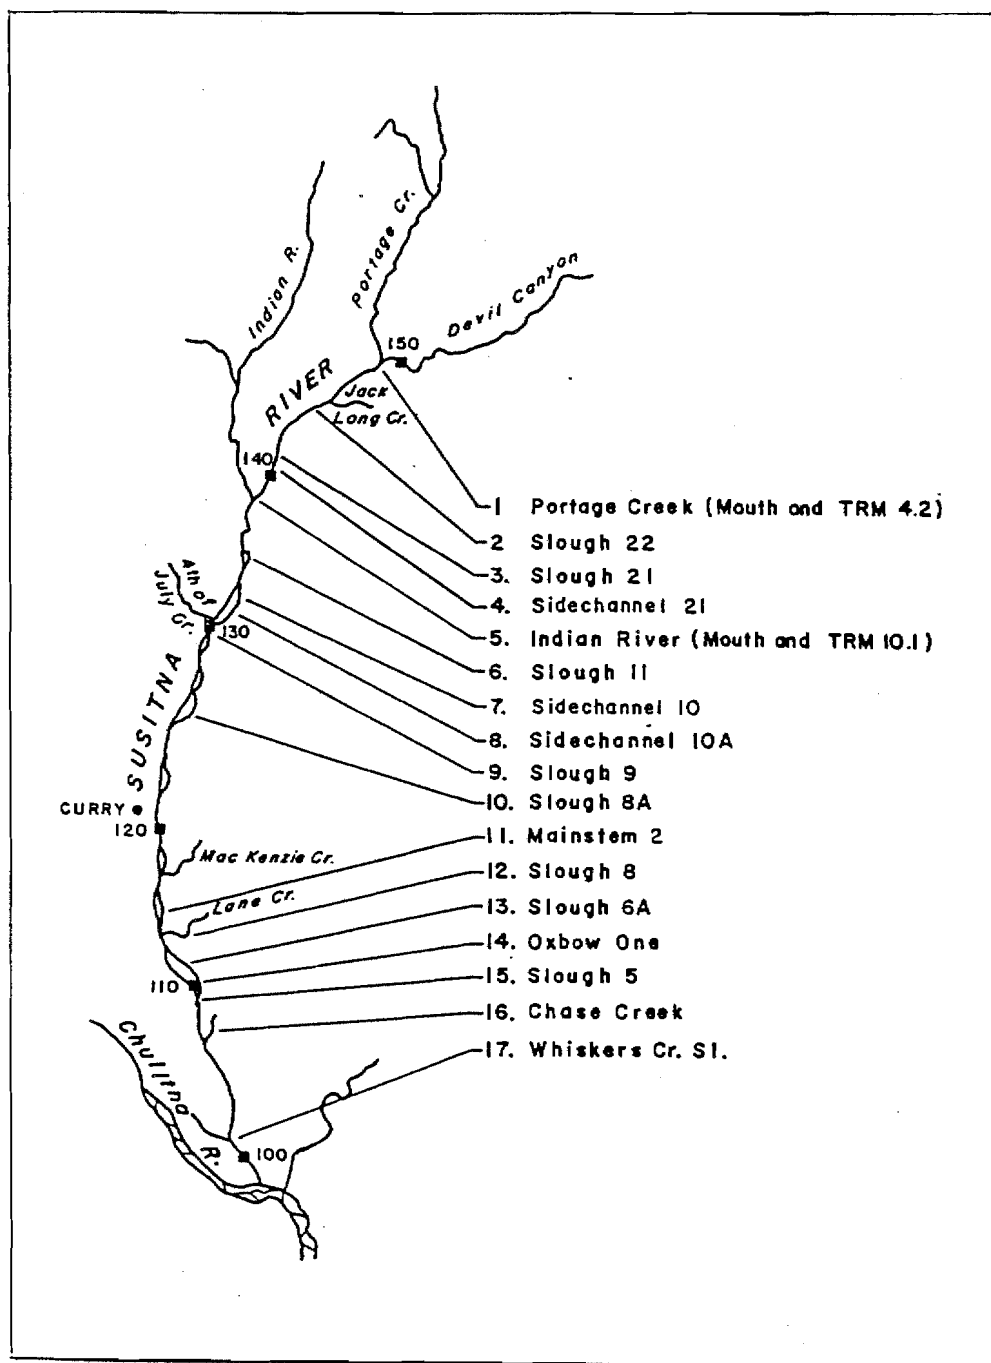 Portage Cr.
Indian R.
Devil Canyon
150
RIVER
Jack
Long Cr.
140
1 Portage Creek (Mouth and TRM 4.2)
2 Slough 22
3. Slough 21
4. Sidechannel 21
5. Indian River (Mouth and TRM 10.1)
6. Slough 11
7. Sidechannel 10
8. Sidechannel 10A
9. Slough 9
10. Slough 8A
11. Mainstem 2
12. Slough 8
13. Slough 6A
14. Oxbow One
15. Slough 5
16. Chase Creek
17. Whiskers Cr. Sl.
4th of
July Cr.
130
SUSITNA
CURRY
120
Mac Kenzie Cr.
Lane Cr.
110
Chulitna
R.
100